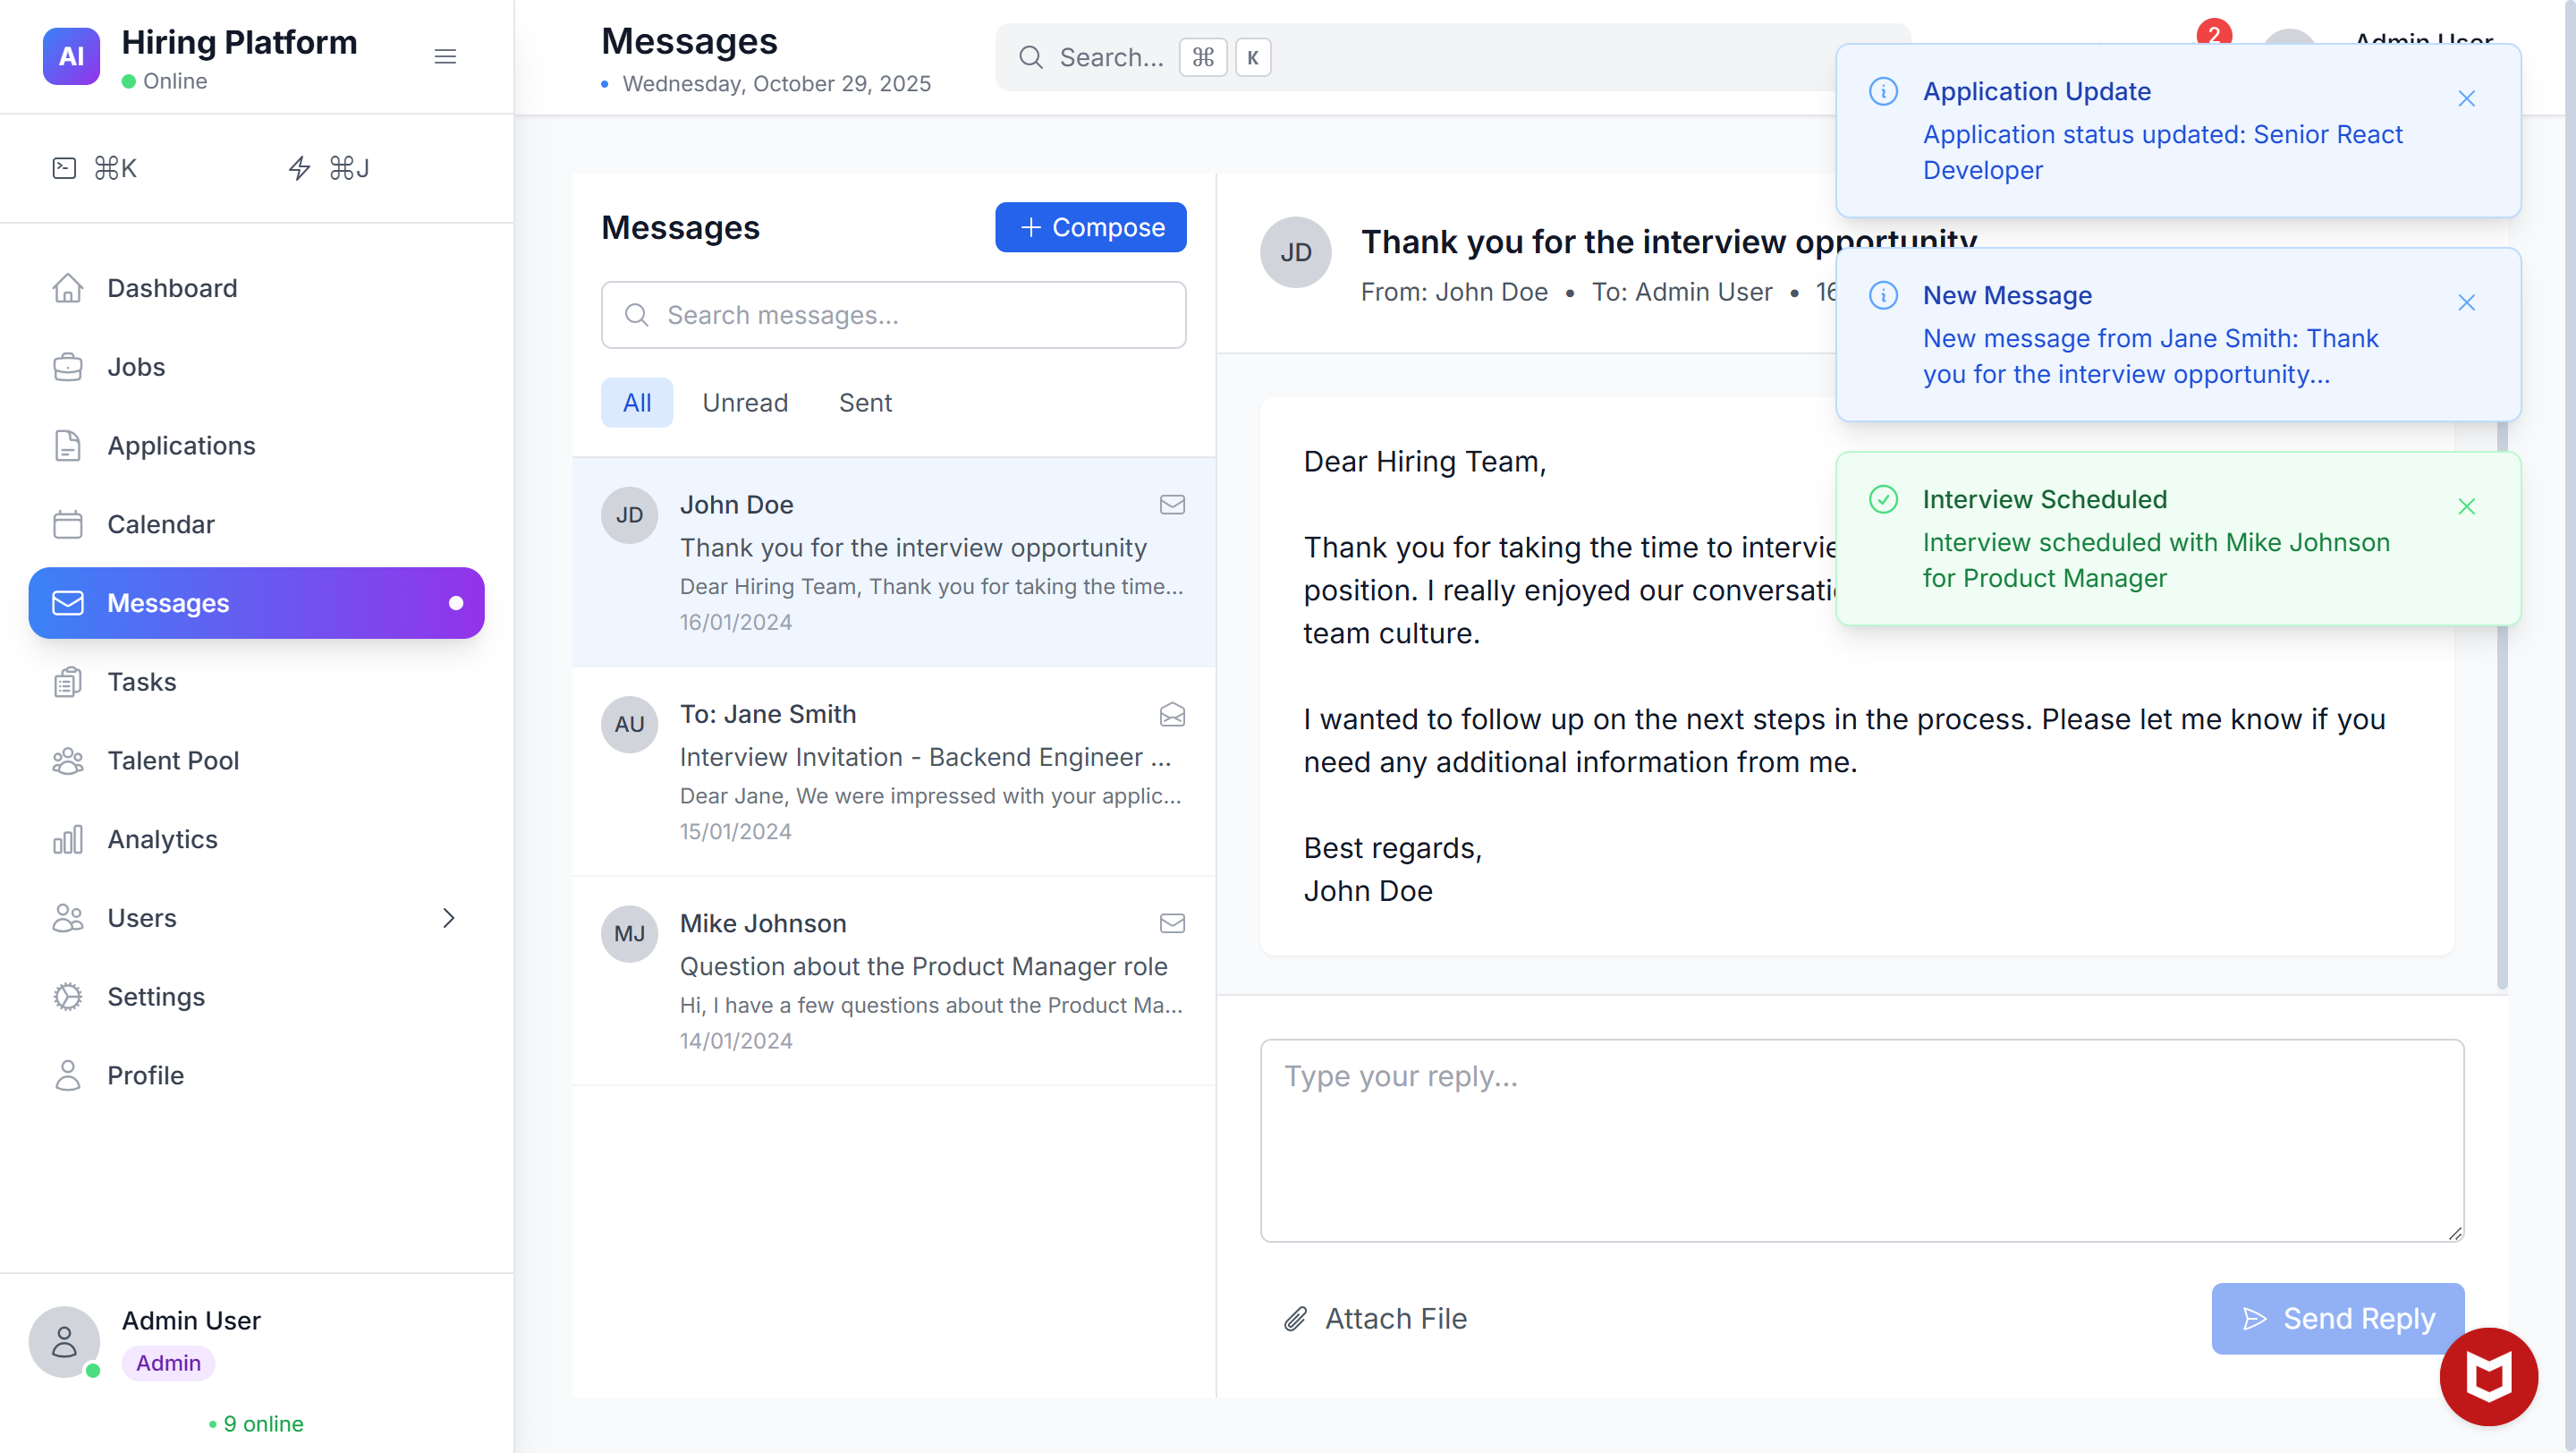 AI
Hiring Platform
Online
⌘K
⌘J
Dashboard
Jobs
Applications
Calendar
Messages
Tasks
Talent Pool
Analytics
Users
Settings
Profile
Admin User
Admin
9 online
Messages
Wednesday, October 29, 2025
Search... ⌘ K
2
Messages
Compose
Search messages...
All Unread Sent
JD
John Doe
Thank you for the interview opportunity
Dear Hiring Team, Thank you for taking the time...
16/01/2024
AU
To: Jane Smith
Interview Invitation - Backend Engineer ...
Dear Jane, We were impressed with your applic...
15/01/2024
MJ
Mike Johnson
Question about the Product Manager role
Hi, I have a few questions about the Product Ma...
14/01/2024
JD
Thank you for the interview opportunity
From: John Doe • To: Admin User • 16
Dear Hiring Team,
Thank you for taking the time to
position. I really enjoyed our
team culture.
I wanted to follow up on the next steps in the process. Please let me know if you
need any additional information from me.
Best regards,
John Doe
Type your reply...
Attach File
Send Reply
Admin User
Application Update
Application status updated: Senior React
Developer
New Message
New message from Jane Smith: Thank
you for the interview opportunity...
Interview Scheduled
Interview scheduled with Mike Johnson
for Product Manager